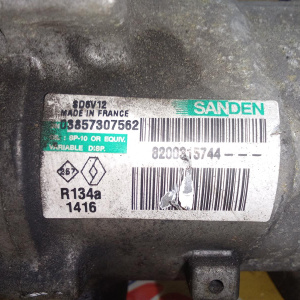 SD6V12
MADE IN FRANCE
SANDEN
03857307562
SP-10 OR EQUIV.
VARIABLE DISP.
8200315744---
R134a
1416